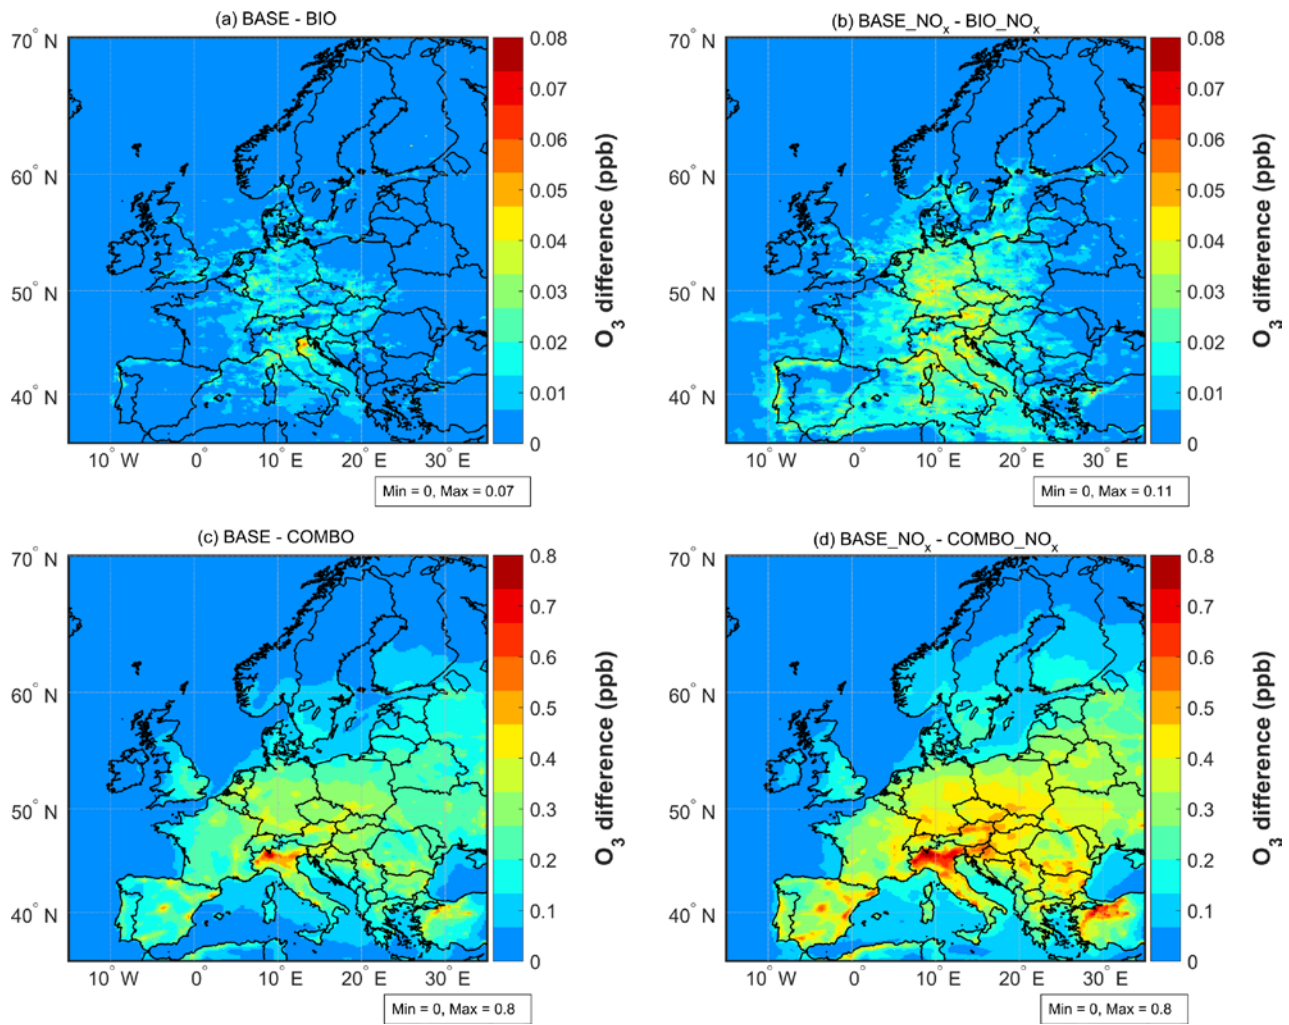 (a) BASE - BIO
70° N
60° N
50° N
40° N
10° W
0°
10° E
20° E
30° E
0.08
0.07
0.06
0.05
0.04
0.03
0.02
0.01
0
O₃ difference (ppb)
Min = 0, Max = 0.07
(b) BASE_NOₓ - BIO_NOₓ
70° N
60° N
50° N
40° N
10° W
0°
10° E
20° E
30° E
0.08
0.07
0.06
0.05
0.04
0.03
0.02
0.01
0
O₃ difference (ppb)
Min = 0, Max = 0.11
(c) BASE - COMBO
70° N
60° N
50° N
40° N
10° W
0°
10° E
20° E
30° E
0.8
0.7
0.6
0.5
0.4
0.3
0.2
0.1
0
O₃ difference (ppb)
Min = 0, Max = 0.8
(d) BASE_NOₓ - COMBO_NOₓ
70° N
60° N
50° N
40° N
10° W
0°
10° E
20° E
30° E
0.8
0.7
0.6
0.5
0.4
0.3
0.2
0.1
0
O₃ difference (ppb)
Min = 0, Max = 0.8